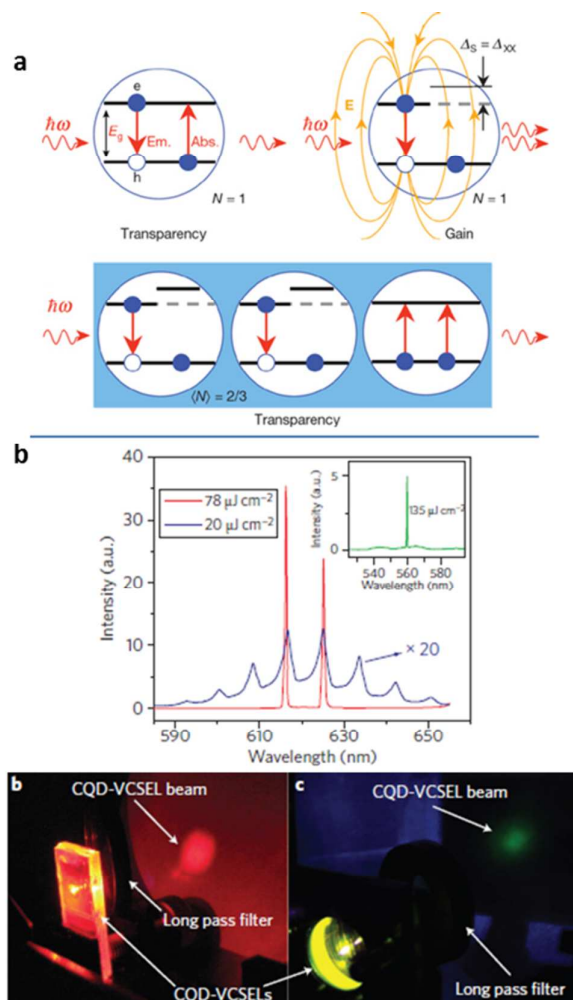 a
Δs = Δxx
e
E
ħω
Eg
Em.
Abs.
ħω
h
N = 1
N = 1
Transparency
Gain
ħω
⟨N⟩ = 2/3
Transparency
b
40
30
20
10
0
Intensity (a.u.)
78 μJ cm⁻²
20 μJ cm⁻²
5
0
Intensity (a.u.)
135 μJ cm⁻²
540 560 580
Wavelength (nm)
× 20
590 610 630 650
Wavelength (nm)
b
CQD-VCSEL beam
Long pass filter
CQD-VCSELs
c
CQD-VCSEL beam
Long pass filter